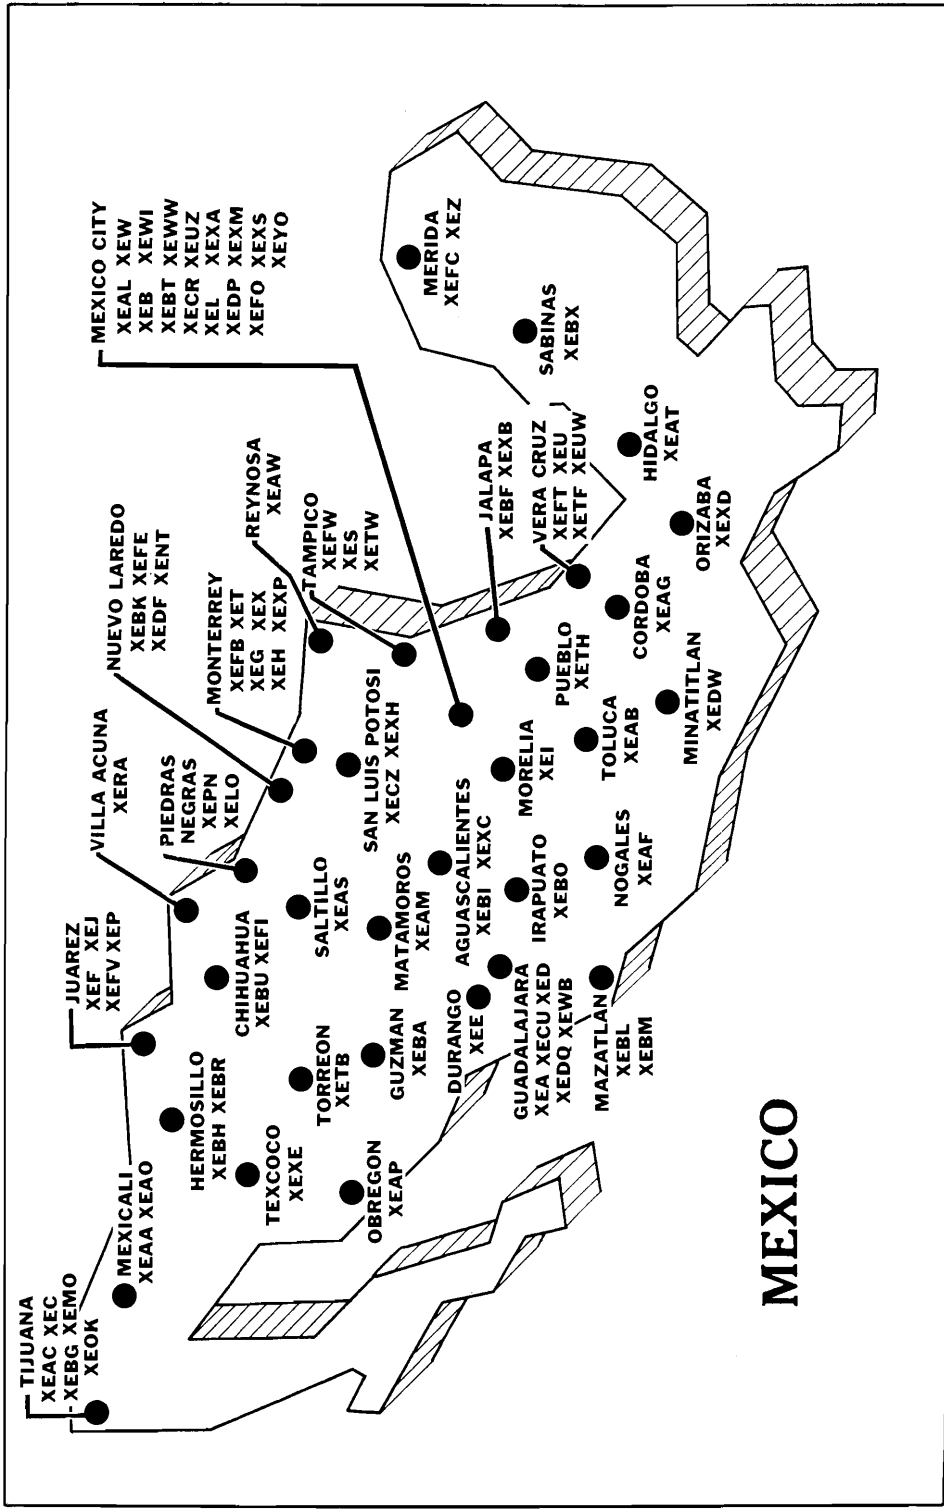 TIJUANA
XEAC XEC
XEBG XEMO
XEOK
MEXICALI
XEAA XEAO
JUAREZ
XEF XEJ
XEFV XEP
HERMOSILLO
XEBH XEBR
TEXCOCO
XEXE
OBREGON
XEAP
VILLA ACUNA
XERA
CHIHUAHUA
XEBU XEFI
TORREON
XETB
GUZMAN
XEBA
DURANGO
XEE
GUADALAJARA
XEA XECU XED
XEDQ XEWB
MAZATLAN
XEBL
XEBM
NUEVO LAREDO
XEBK XEFE
XEDF XENT
PIEDRAS
NEGRAS
XEPN
XELO
SALTILLO
XEAS
MATAMOROS
XEAM
AGUASCALIENTES
XEBI XEXC
IRAPUATO
XEBO
NOGALES
XEAF
MONTERREY
XEFB XET
XEG XEX
XEH XEXP
REYNOSA
XEAW
TAMPICO
XEFW
XES
XETW
SAN LUIS POTOSI
XECZ XEXH
MORELIA
XEI
TOLUCA
XEAB
MINATITLAN
XEDW
MEXICO CITY
XEAL XEW
XEB XEWI
XEBT XEWW
XECR XEUZ
XEL XEXA
XEDP XEXM
XEFO XEXS
XEYO
JALAPA
XEBF XEXB
VERA CRUZ
XEFT XEU
XETF XEUW
PUEBLO
XETH
CORDOBA
XEAG
ORIZABA
XEXD
HIDALGO
XEAT
MERIDA
XEFC XEZ
SABINAS
XEBX
MEXICO